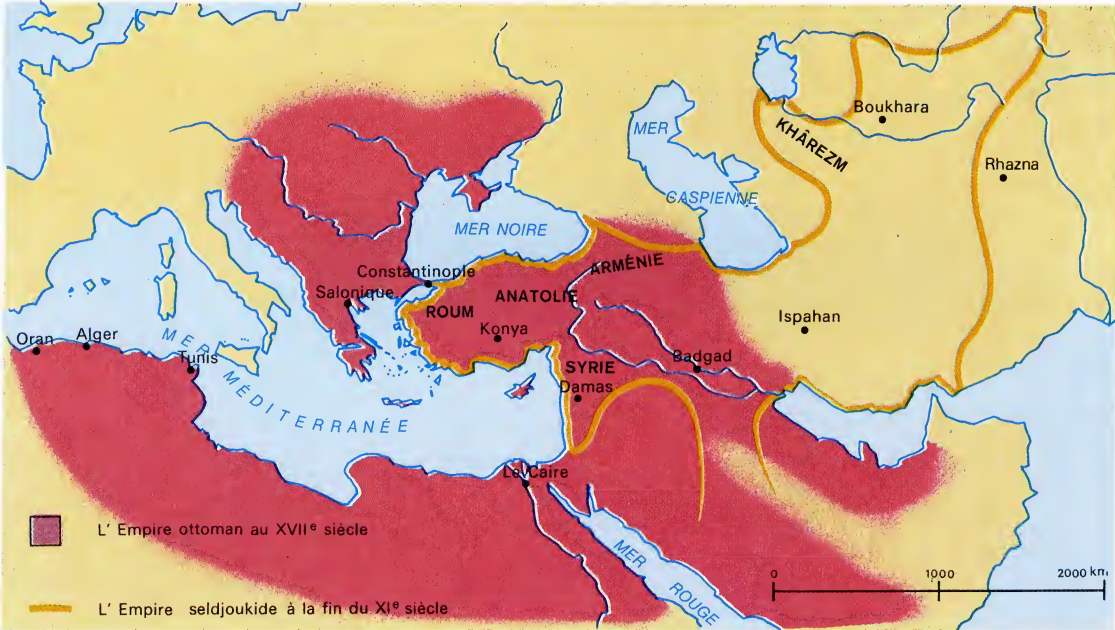 Boukhara
MER
CASPIENNE
KHÂREZM
Rhazna
MER NOIRE
ARMÉNIE
Constantinople
Salonique
ROUM
ANATOLIE
Konya
Ispahan
Oran
Alger
Tunis
MER
MÉDITERRANÉE
SYRIE
Damas
Badgad
Le Caire
MER
ROUGE
L' Empire ottoman au XVIIe siècle
L' Empire seldjoukide à la fin du XIe siècle
0 1000 2000 km